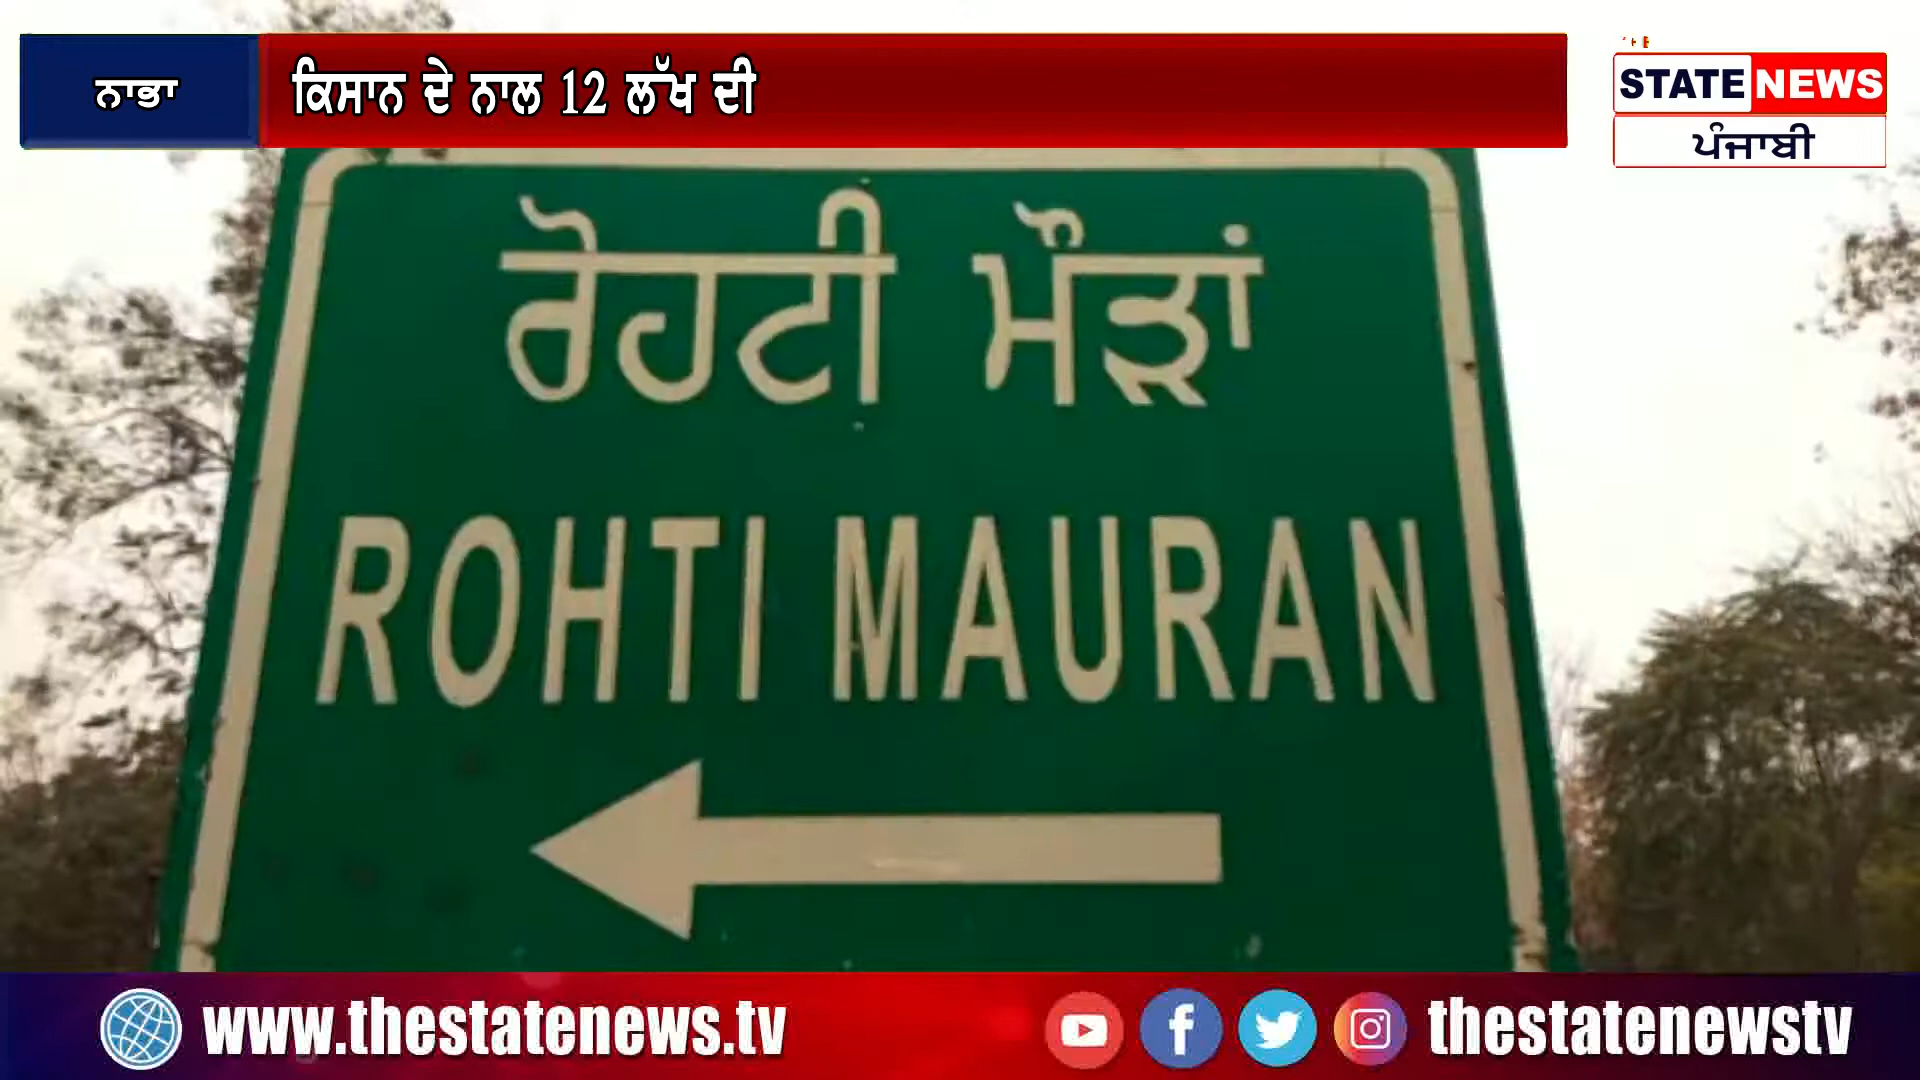 ਨਾਭਾ
ਕਿਸਾਨ ਦੇ ਨਾਲ 12 ਲੱਖ ਦੀ
STATE NEWS
ਪੰਜਾਬੀ
ਰੋਹਟੀ ਮੌੜਾਂ
ROHTI MAURAN
www.thestatenews.tv
thestatenewstv